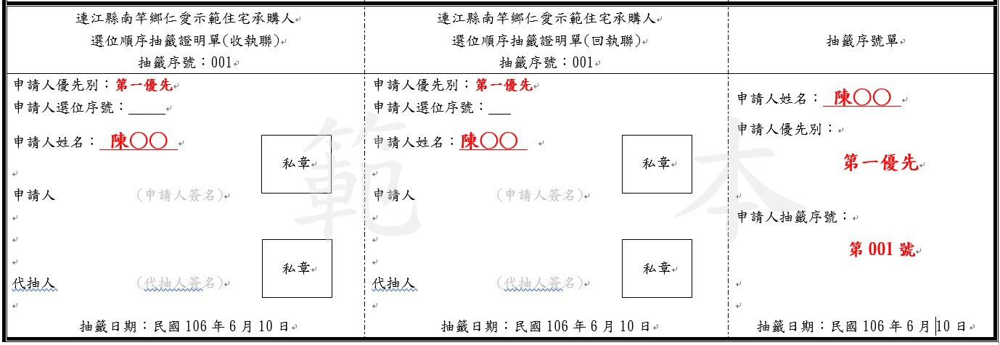 連江縣南竿鄉仁愛示範住宅承購人
選位順序抽籤證明單(收執聯)
抽籤序號：001
申請人優先別：第一優先
申請人選位序號：_____
申請人姓名：陳〇〇
私章
申請人 (申請人簽名)
私章
代抽人 (代抽人簽名)
抽籤日期：民國 106 年 6 月 10 日
連江縣南竿鄉仁愛示範住宅承購人
選位順序抽籤證明單(回執聯)
抽籤序號：001
申請人優先別：第一優先
申請人選位序號：___
申請人姓名：陳〇〇
私章
申請人 (申請人簽名)
私章
代抽人 (代抽人簽名)
抽籤日期：民國 106 年 6 月 10 日
抽籤序號單
申請人姓名：陳〇〇
申請人優先別：
第一優先
申請人抽籤序號：
第 001 號
抽籤日期：民國 106 年 6 月 10 日
範本